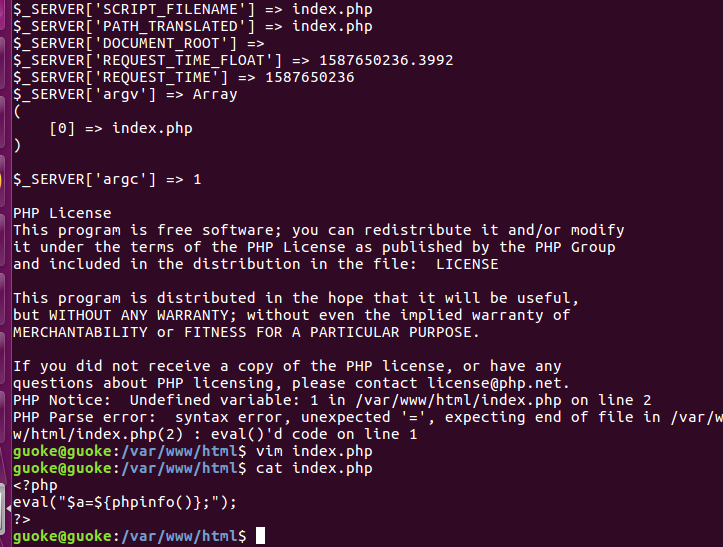 $_SERVER['SCRIPT_FILENAME'] => index.php
$_SERVER['PATH_TRANSLATED'] => index.php
$_SERVER['DOCUMENT_ROOT'] =>
$_SERVER['REQUEST_TIME_FLOAT'] => 1587650236.3992
$_SERVER['REQUEST_TIME'] => 1587650236
$_SERVER['argv'] => Array
(
    [0] => index.php
)

$_SERVER['argc'] => 1

PHP License
This program is free software; you can redistribute it and/or modify
it under the terms of the PHP License as published by the PHP Group
and included in the distribution in the file:  LICENSE

This program is distributed in the hope that it will be useful,
but WITHOUT ANY WARRANTY; without even the implied warranty of
MERCHANTABILITY or FITNESS FOR A PARTICULAR PURPOSE.

If you did not receive a copy of the PHP license, or have any
questions about PHP licensing, please contact license@php.net.
PHP Notice:  Undefined variable: 1 in /var/www/html/index.php on line 2
PHP Parse error:  syntax error, unexpected '=', expecting end of file in /var/w
w/html/index.php(2) : eval()'d code on line 1
guoke@guoke:/var/www/html$ vim index.php
guoke@guoke:/var/www/html$ cat index.php
<?php
eval("$a=${phpinfo()};");
?>
guoke@guoke:/var/www/html$